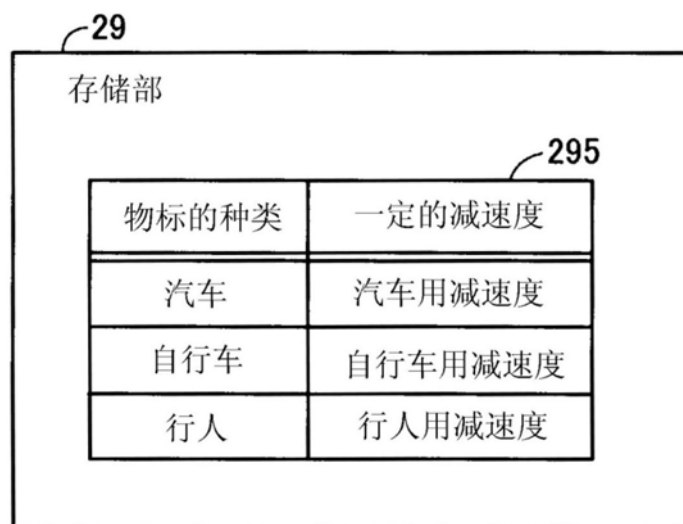 29
存储部
295
物标的种类 一定的减速度
汽车 汽车用减速度
自行车 自行车用减速度
行人 行人用减速度